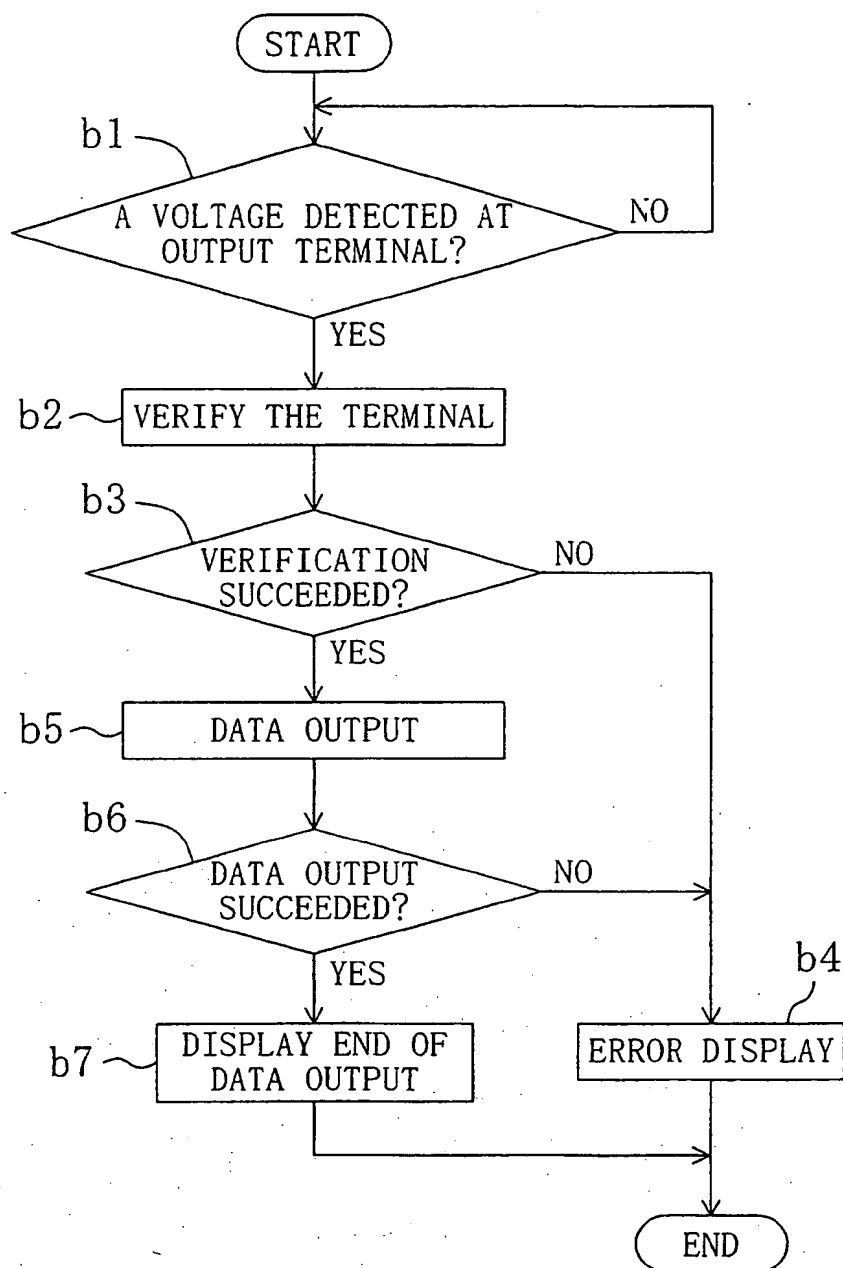 START
b1
A VOLTAGE DETECTED AT
OUTPUT TERMINAL?
NO
YES
b2
VERIFY THE TERMINAL
b3
VERIFICATION
SUCCEEDED?
NO
YES
b5
DATA OUTPUT
b6
DATA OUTPUT
SUCCEEDED?
NO
YES
b4
b7
DISPLAY END OF
DATA OUTPUT
ERROR DISPLAY
END